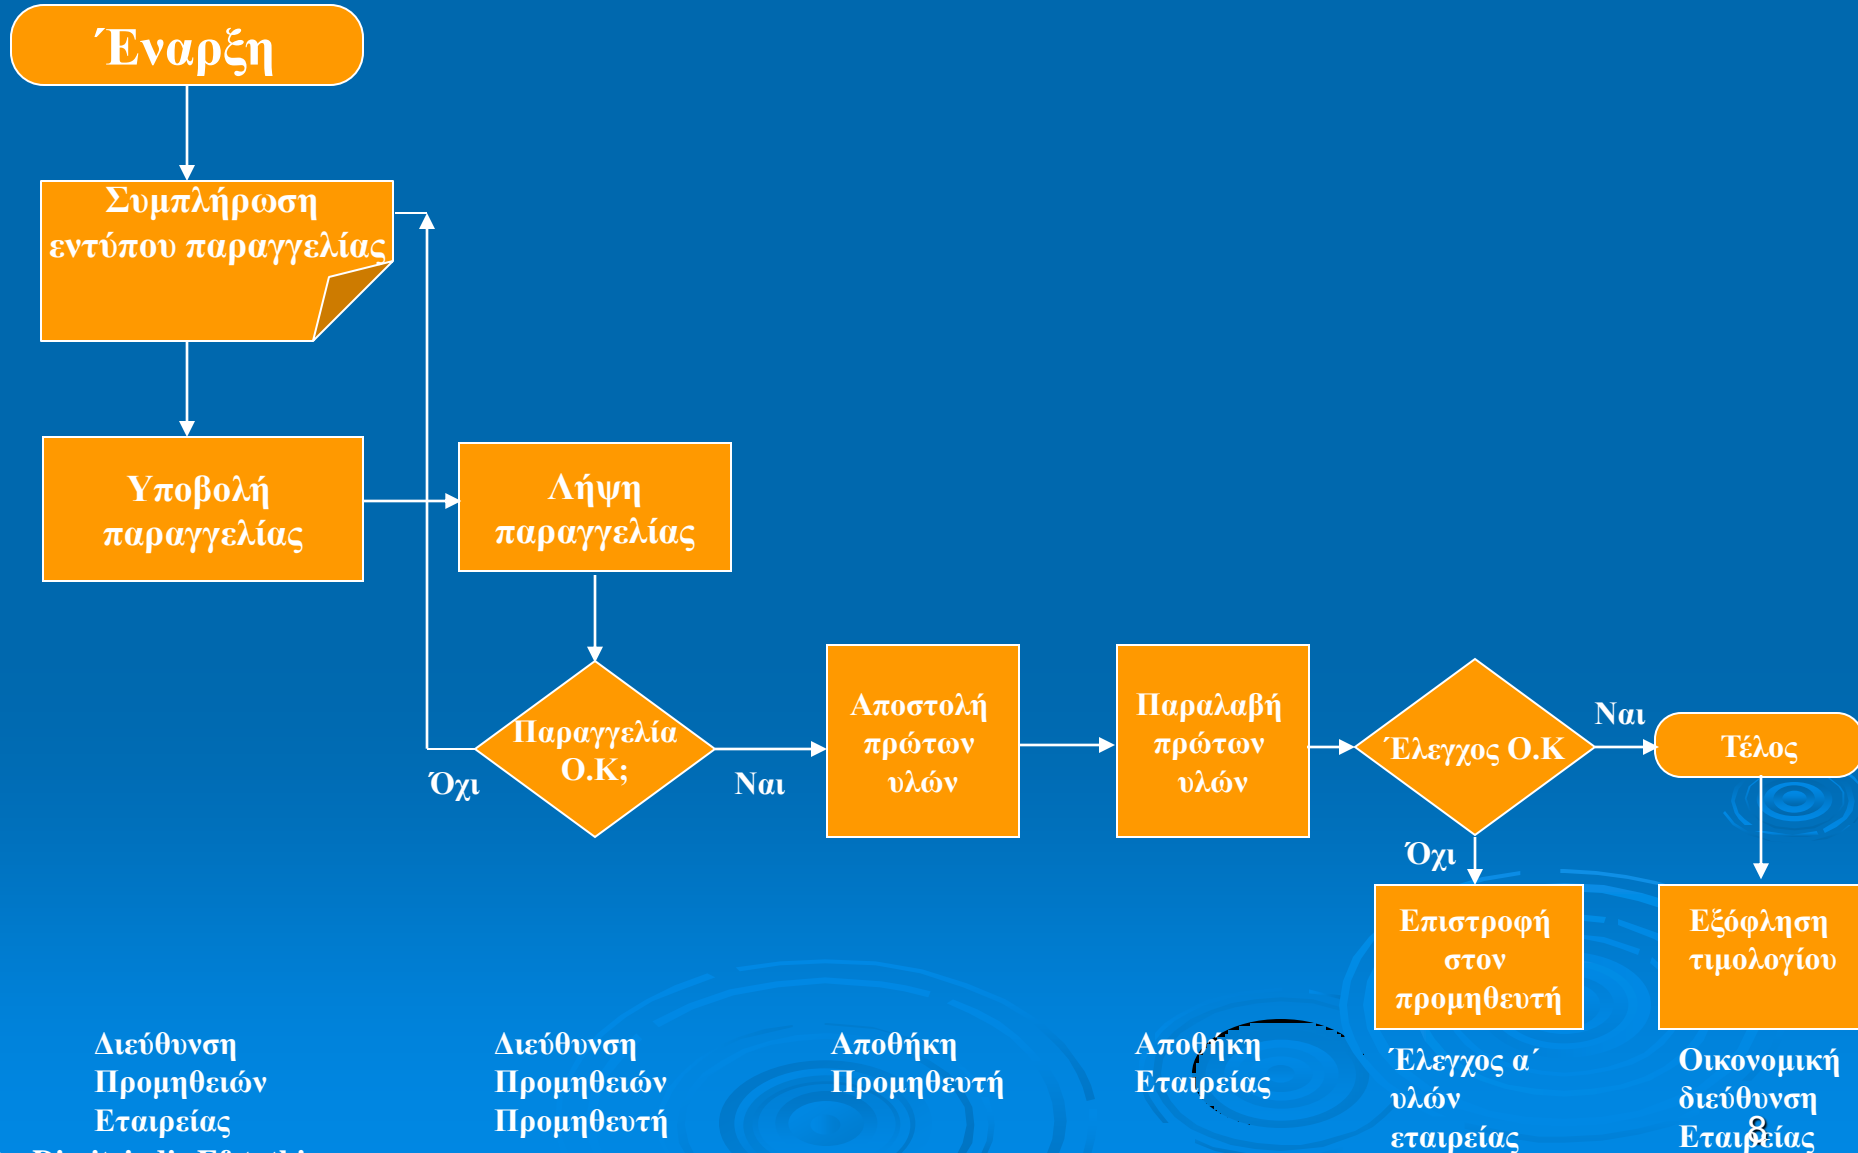 Έναρξη
Συμπλήρωση
εντύπου παραγγελίας
Υποβολή
παραγγελίας
Λήψη
παραγγελίας
Παραγγελία
Ο.Κ;
Όχι
Ναι
Αποστολή
πρώτων
υλών
Παραλαβή
πρώτων
υλών
Έλεγχος Ο.Κ
Ναι
Τέλος
Όχι
Επιστροφή
στον
προμηθευτή
Εξόφληση
τιμολογίου
Διεύθυνση
Προμηθειών
Εταιρείας
Διεύθυνση
Προμηθειών
Προμηθευτή
Αποθήκη
Προμηθευτή
Αποθήκη
Εταιρείας
Έλεγχος α΄
υλών
εταιρείας
Οικονομική
διεύθυνση
Εταιρείας
8